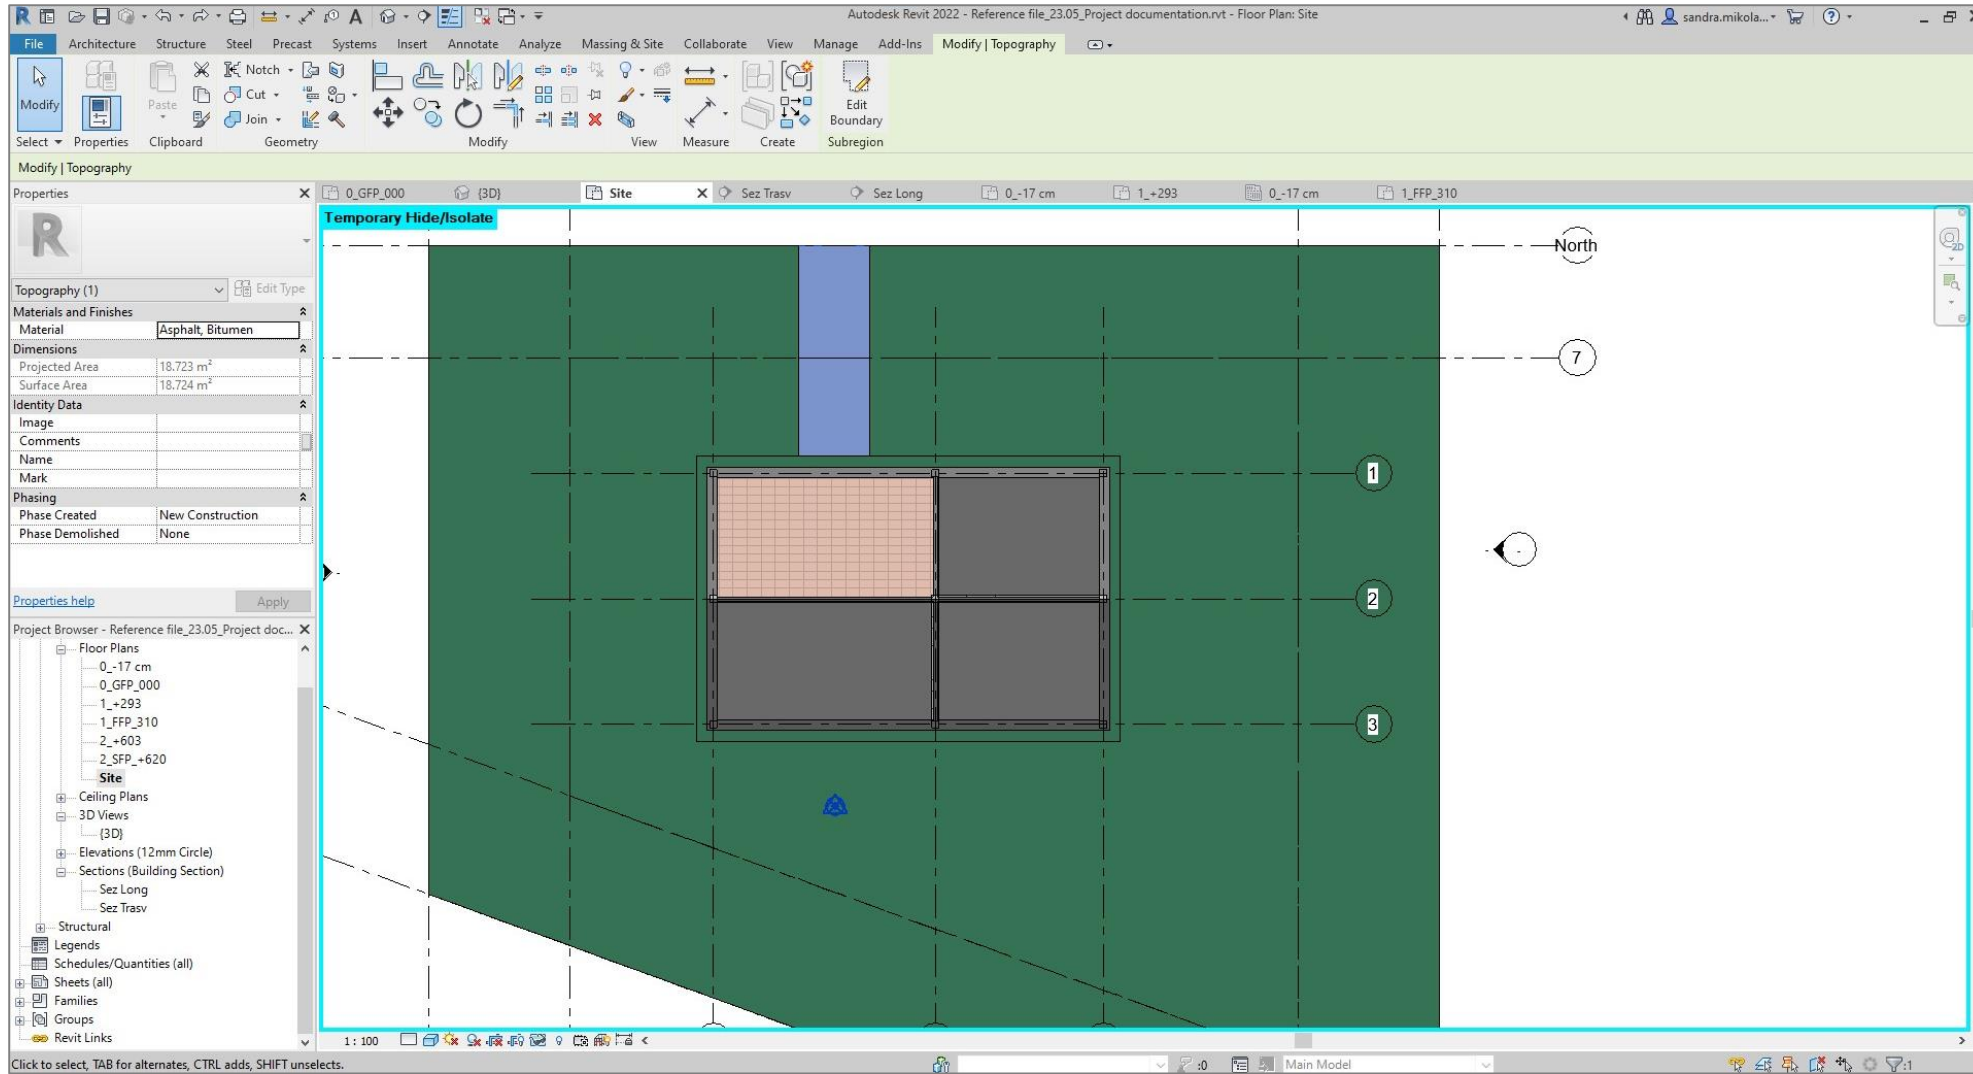 Autodesk Revit 2022 - Reference file_23.05_Project documentation.rvt - Floor Plan: Site
sandra.mikola...
File Architecture Structure Steel Precast Systems Insert Annotate Analyze Massing & Site Collaborate View Manage Add-Ins Modify | Topography
Modify
Paste
Notch
Cut
Join
Edit
Boundary
Select Properties Clipboard Geometry Modify View Measure Create Subregion
Modify | Topography
Properties
0_GFP_000 {3D} Site Sez Trasv Sez Long 0_-17 cm 1_+293 0_-17 cm 1_FFP_310
Temporary Hide/Isolate
R
Topography (1) Edit Type
Materials and Finishes
Material Asphalt, Bitumen
Dimensions
Projected Area 18.723 m²
Surface Area 18.724 m²
Identity Data
Image
Comments
Name
Mark
Phasing
Phase Created New Construction
Phase Demolished None
Properties help Apply
Project Browser - Reference file_23.05_Project doc...
Floor Plans
0_-17 cm
0_GFP_000
1_+293
1_FFP_310
2_+603
2_SFP_+620
Site
Ceiling Plans
3D Views
{3D}
Elevations (12mm Circle)
Sections (Building Section)
Sez Long
Sez Trasv
Structural
Legends
Schedules/Quantities (all)
Sheets (all)
Families
Groups
Revit Links
North
7
1
2
3
2D
1 : 100
Click to select, TAB for alternates, CTRL adds, SHIFT unselects.
:0
Main Model
:1